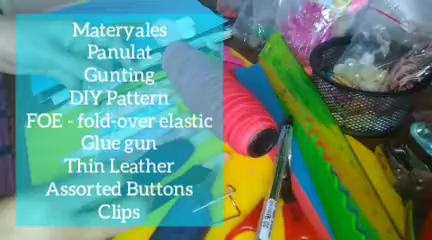 Materyales
Panulat
Gunting
DIY Pattern
FOE - fold-over elastic
Glue gun
Thin Leather
Assorted Buttons
Clips